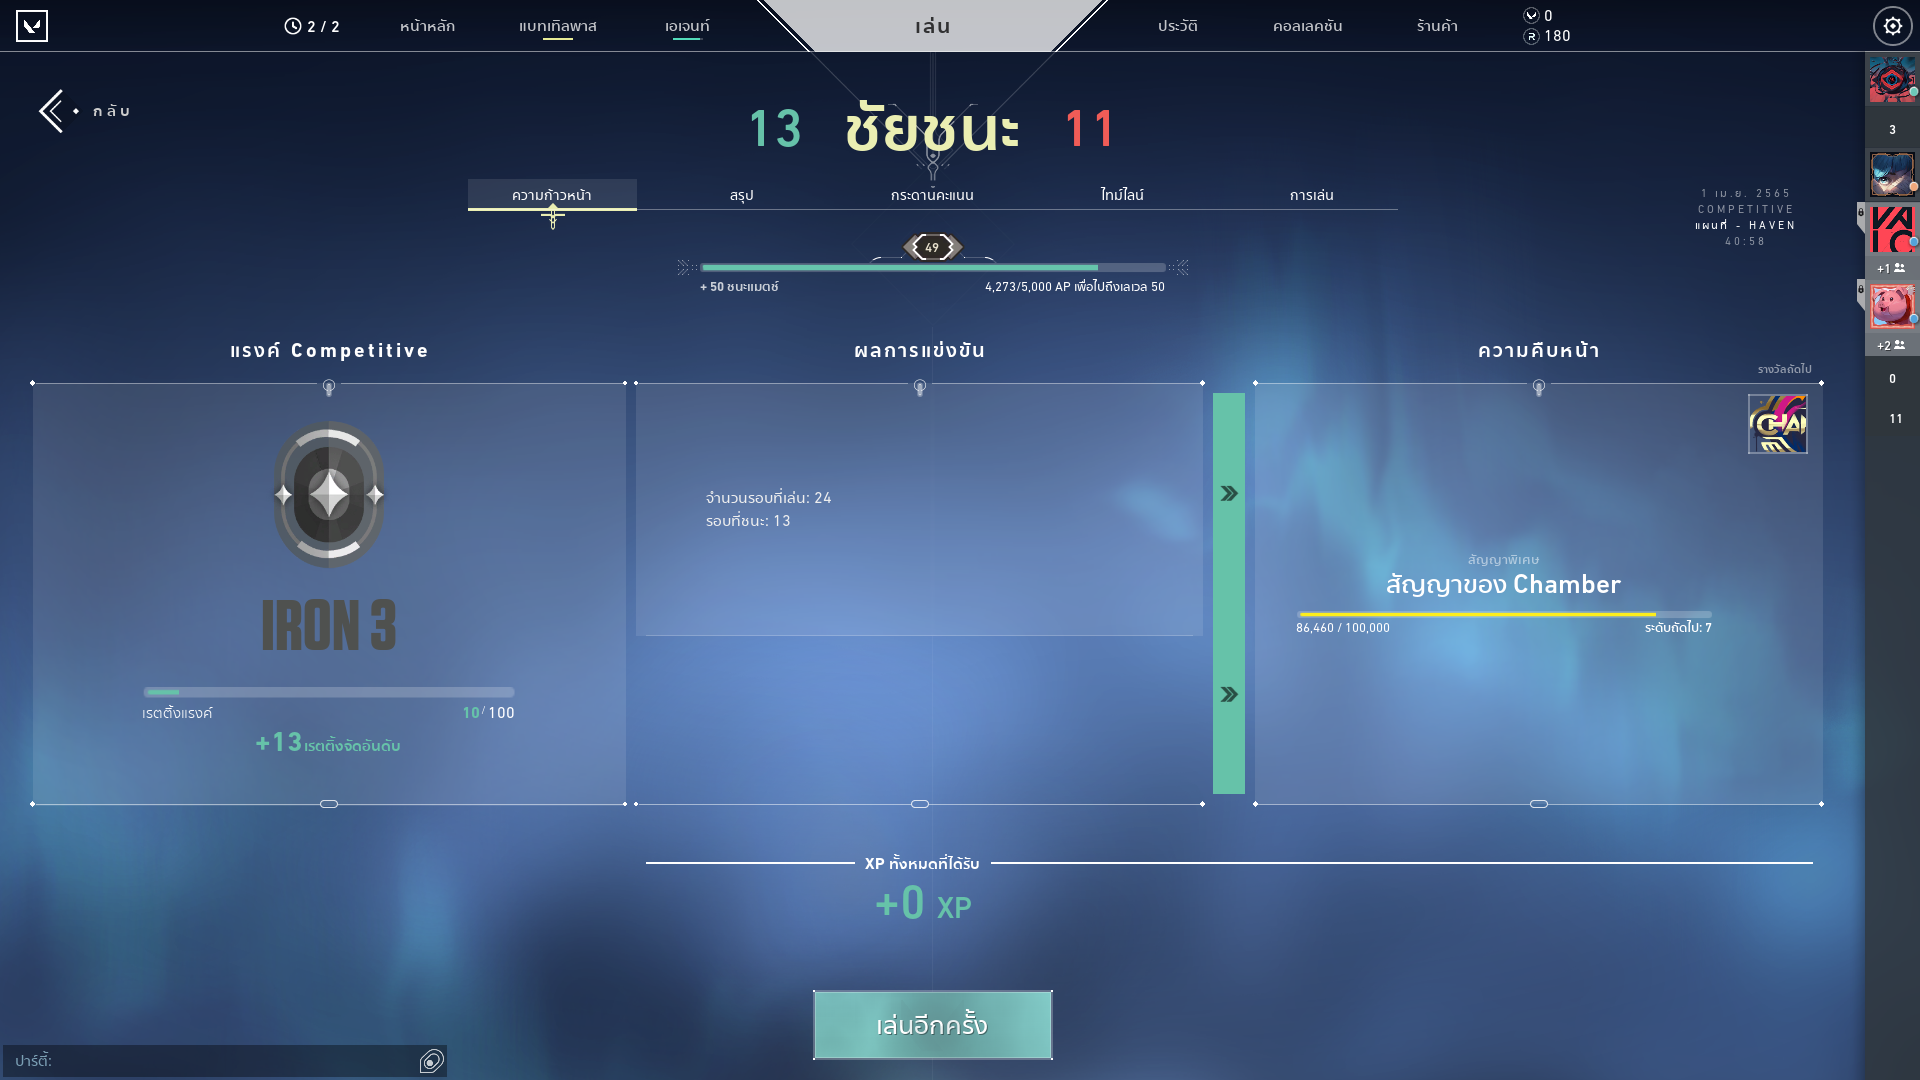 2 / 2
หน้าหลัก
แบทเทิลพาส
เอเจนท์
เล่น
ประวัติ
คอลเลคชัน
ร้านค้า
0
180
กลับ
13 ชัยชนะ 11
ความก้าวหน้า
สรุป
กระดานคะแนน
ไทม์ไลน์
การเล่น
1 เม.ย. 2565
COMPETITIVE
แผนที่ - HAVEN
40:58
49
+ 50 ชนะแมตช์
4,273/5,000 AP เพื่อไปถึงเลเวล 50
แรงค์ Competitive
ผลการแข่งขัน
ความคืบหน้า
รางวัลถัดไป
CHA
IRON 3
เรตติ้งแรงค์
10/100
+13 เรตติ้งจัดอันดับ
จำนวนรอบที่เล่น: 24
รอบที่ชนะ: 13
สัญญาพิเศษ
สัญญาของ Chamber
86,460 / 100,000
ระดับถัดไป: 7
XP ทั้งหมดที่ได้รับ
+0 XP
เล่นอีกครั้ง
ปาร์ตี้:
3
+1
+2
0
11